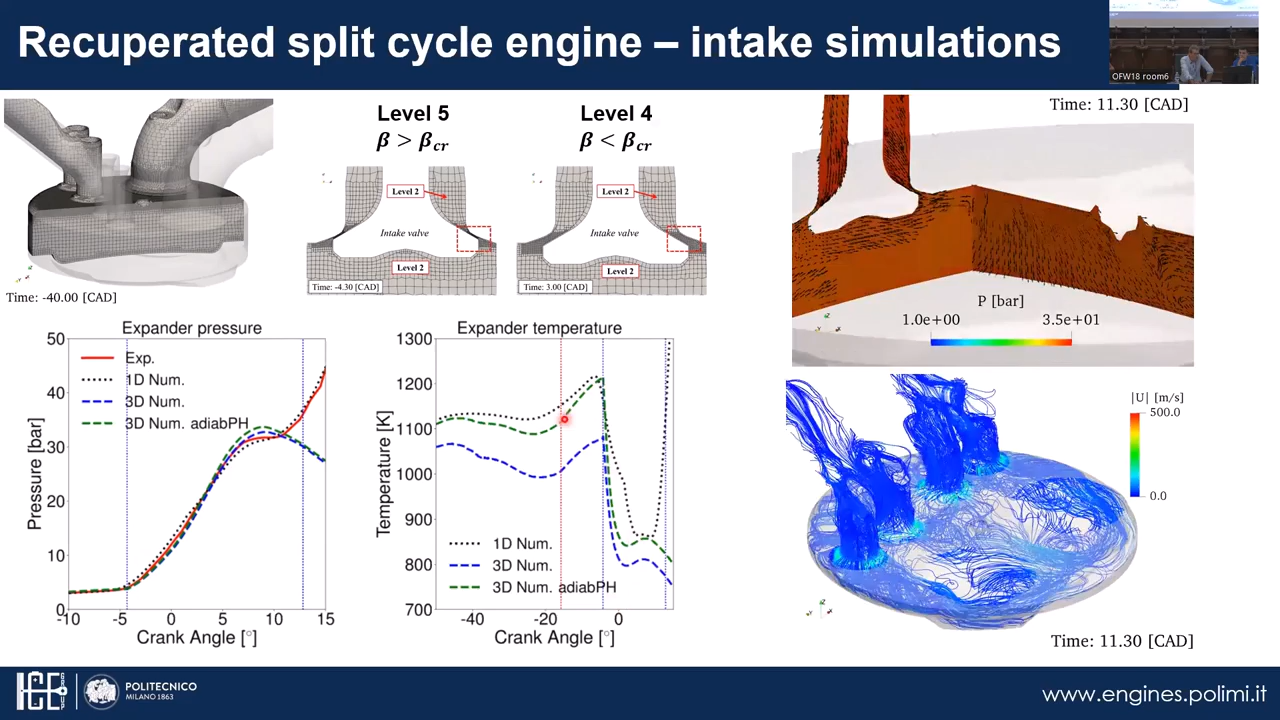 Recuperated split cycle engine – intake simulations
OFW18 room6
Time: -40.00 [CAD]
Level 5
β > βcr
Level 4
β < βcr
Level 2
Intake valve
Level 2
Time: -4.30 [CAD]
Level 2
Intake valve
Level 2
Time: 3.00 [CAD]
Time: 11.30 [CAD]
P [bar]
1.0e+00 3.5e+01
Expander pressure
Pressure [bar]
50
40
30
20
10
0
Exp.
1D Num.
3D Num.
3D Num. adiabPH
-10 -5 0 5 10 15
Crank Angle [°]
Expander temperature
Temperature [K]
1300
1200
1100
1000
900
800
700
1D Num.
3D Num.
3D Num. adiabPH
-40 -20 0
Crank Angle [°]
|U| [m/s]
500.0
0.0
Time: 11.30 [CAD]
ICE
GROUP
POLITECNICO
MILANO 1863
www.engines.polimi.it